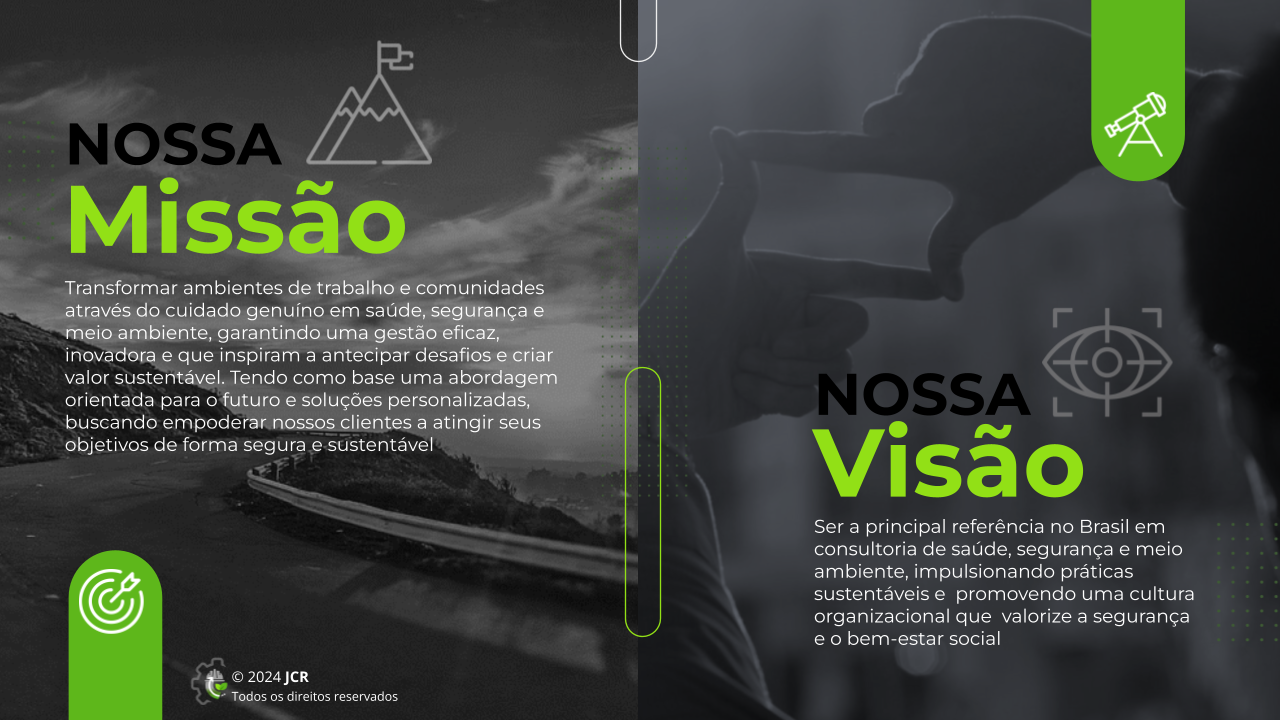 NOSSA
Missão
Transformar ambientes de trabalho e comunidades
através do cuidado genuíno em saúde, segurança e
meio ambiente, garantindo uma gestão eficaz,
inovadora e que inspiram a antecipar desafios e criar
valor sustentável. Tendo como base uma abordagem
orientada para o futuro e soluções personalizadas,
buscando empoderar nossos clientes a atingir seus
objetivos de forma segura e sustentável
© 2024 JCR
Todos os direitos reservados
NOSSA
Visão
Ser a principal referência no Brasil em
consultoria de saúde, segurança e meio
ambiente, impulsionando práticas
sustentáveis e  promovendo uma cultura
organizacional que  valorize a segurança
e o bem-estar social